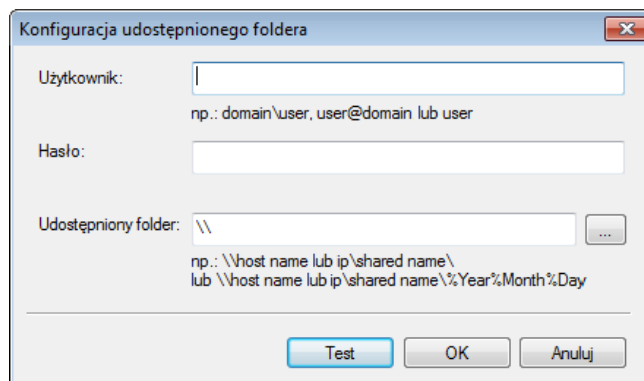 Konfiguracja udostępnionego foldera
Użytkownik:
np.: domain\user, user@domain lub user
Hasło:
Udostępniony folder: \\ ...
np.: \\host name lub ip\shared name\
lub \\host name lub ip\shared name\%Year%Month%Day
Test OK Anuluj